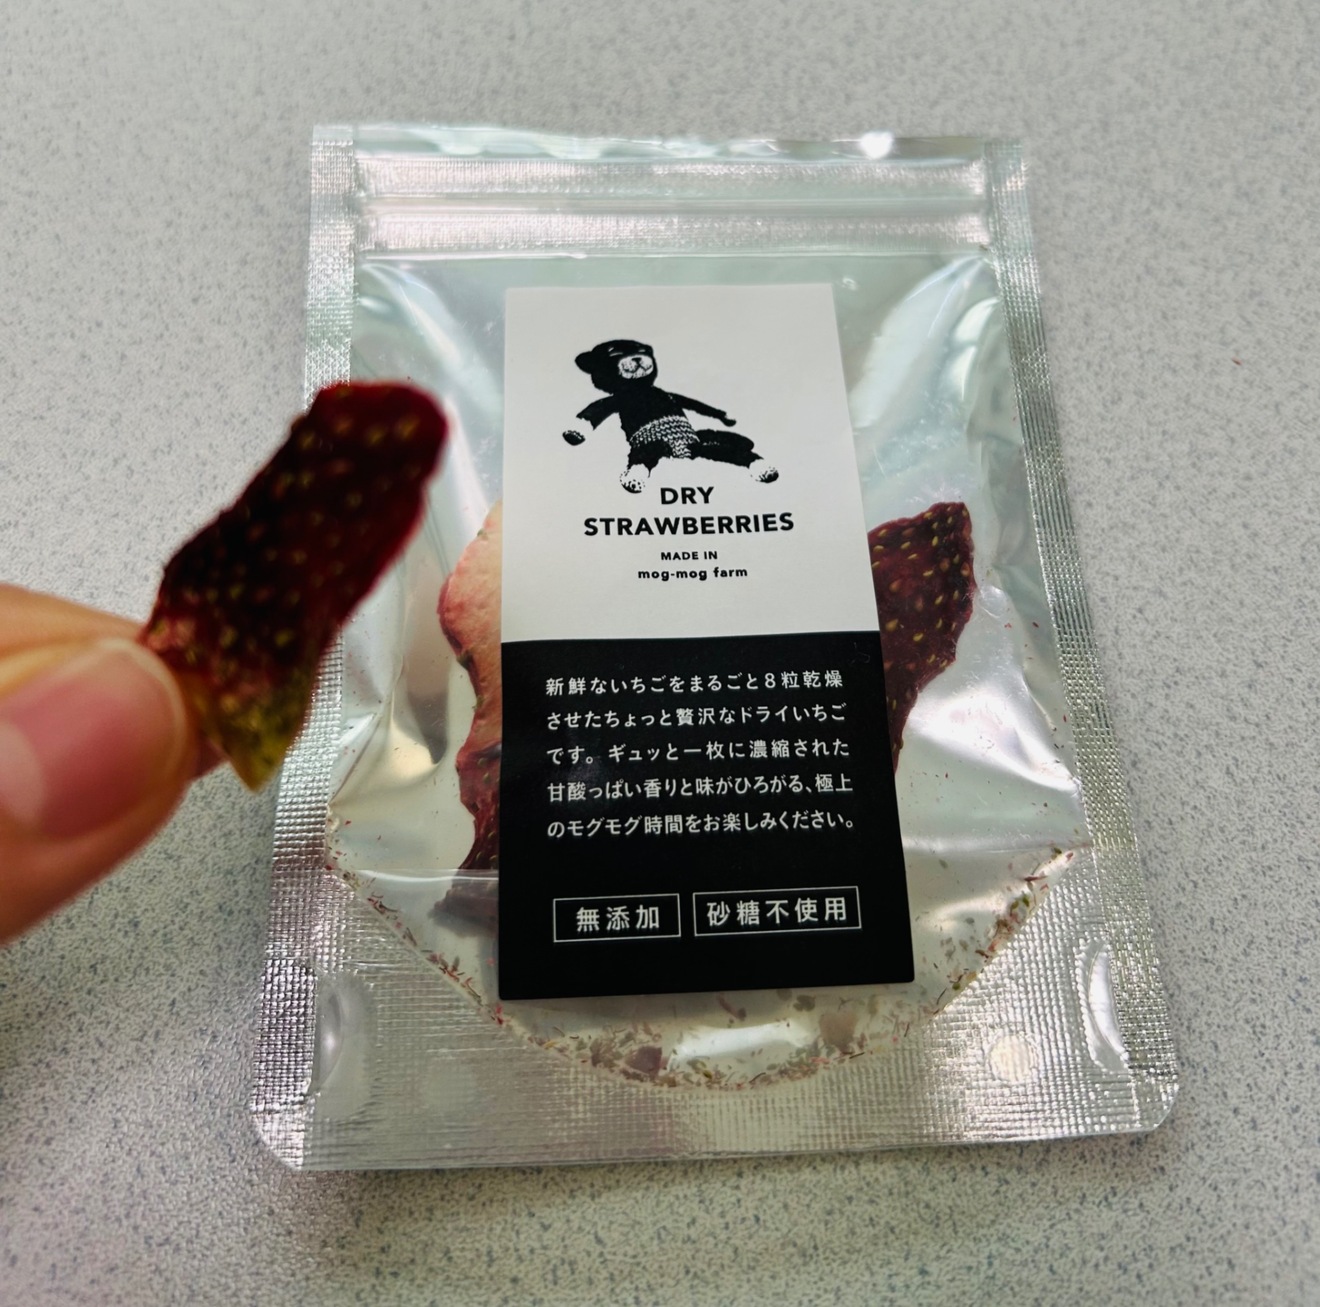 DRY
STRAWBERRIES
MADE IN
mog-mog farm
新鮮ないちごをまるごと8粒乾燥
させたちょっと贅沢なドライいちご
です。ギュッと一枚に濃縮された
甘酸っぱい香りと味がひろがる、極上
のモグモグ時間をお楽しみください。
無添加 砂糖不使用